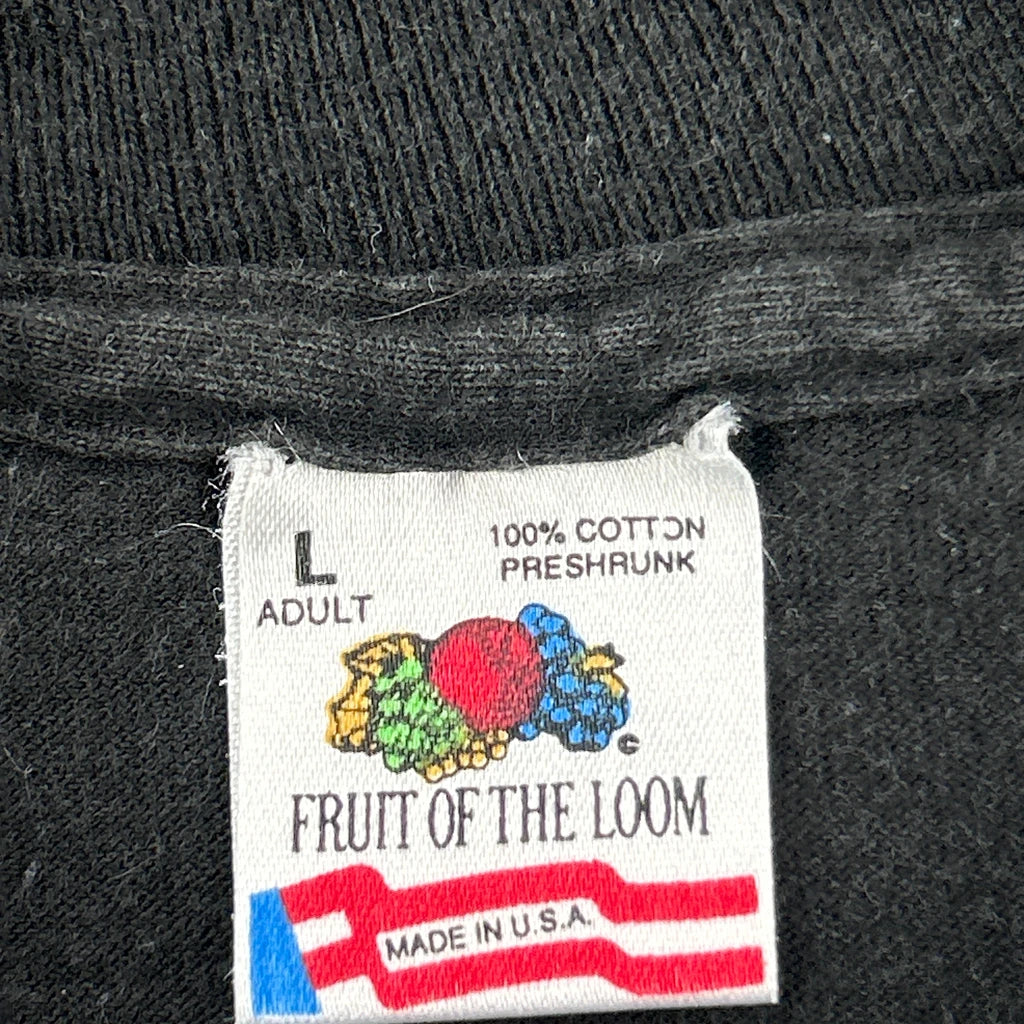 L
ADULT
100% COTTON
PRESHRUNK
©
FRUIT OF THE LOOM
MADE IN U.S.A.